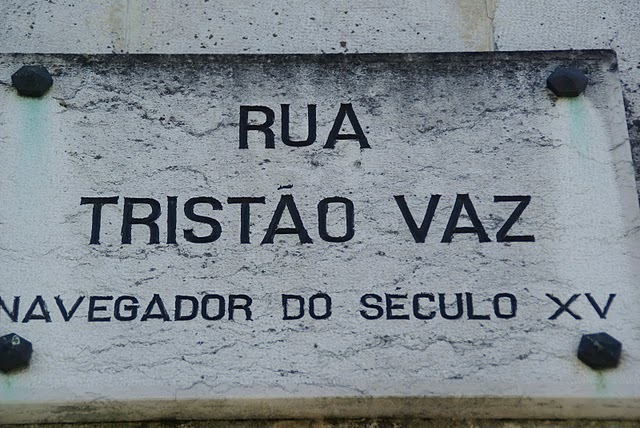 RUA
TRISTÃO VAZ
NAVEGADOR DO SÉCULO XV